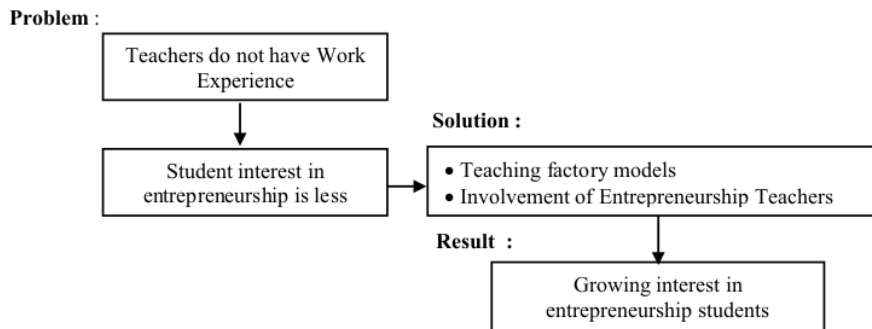 Problem :
Teachers do not have Work
Experience
Solution :
Student interest in
entrepreneurship is less
• Teaching factory models
• Involvement of Entrepreneurship Teachers
Result :
Growing interest in
entrepreneurship students